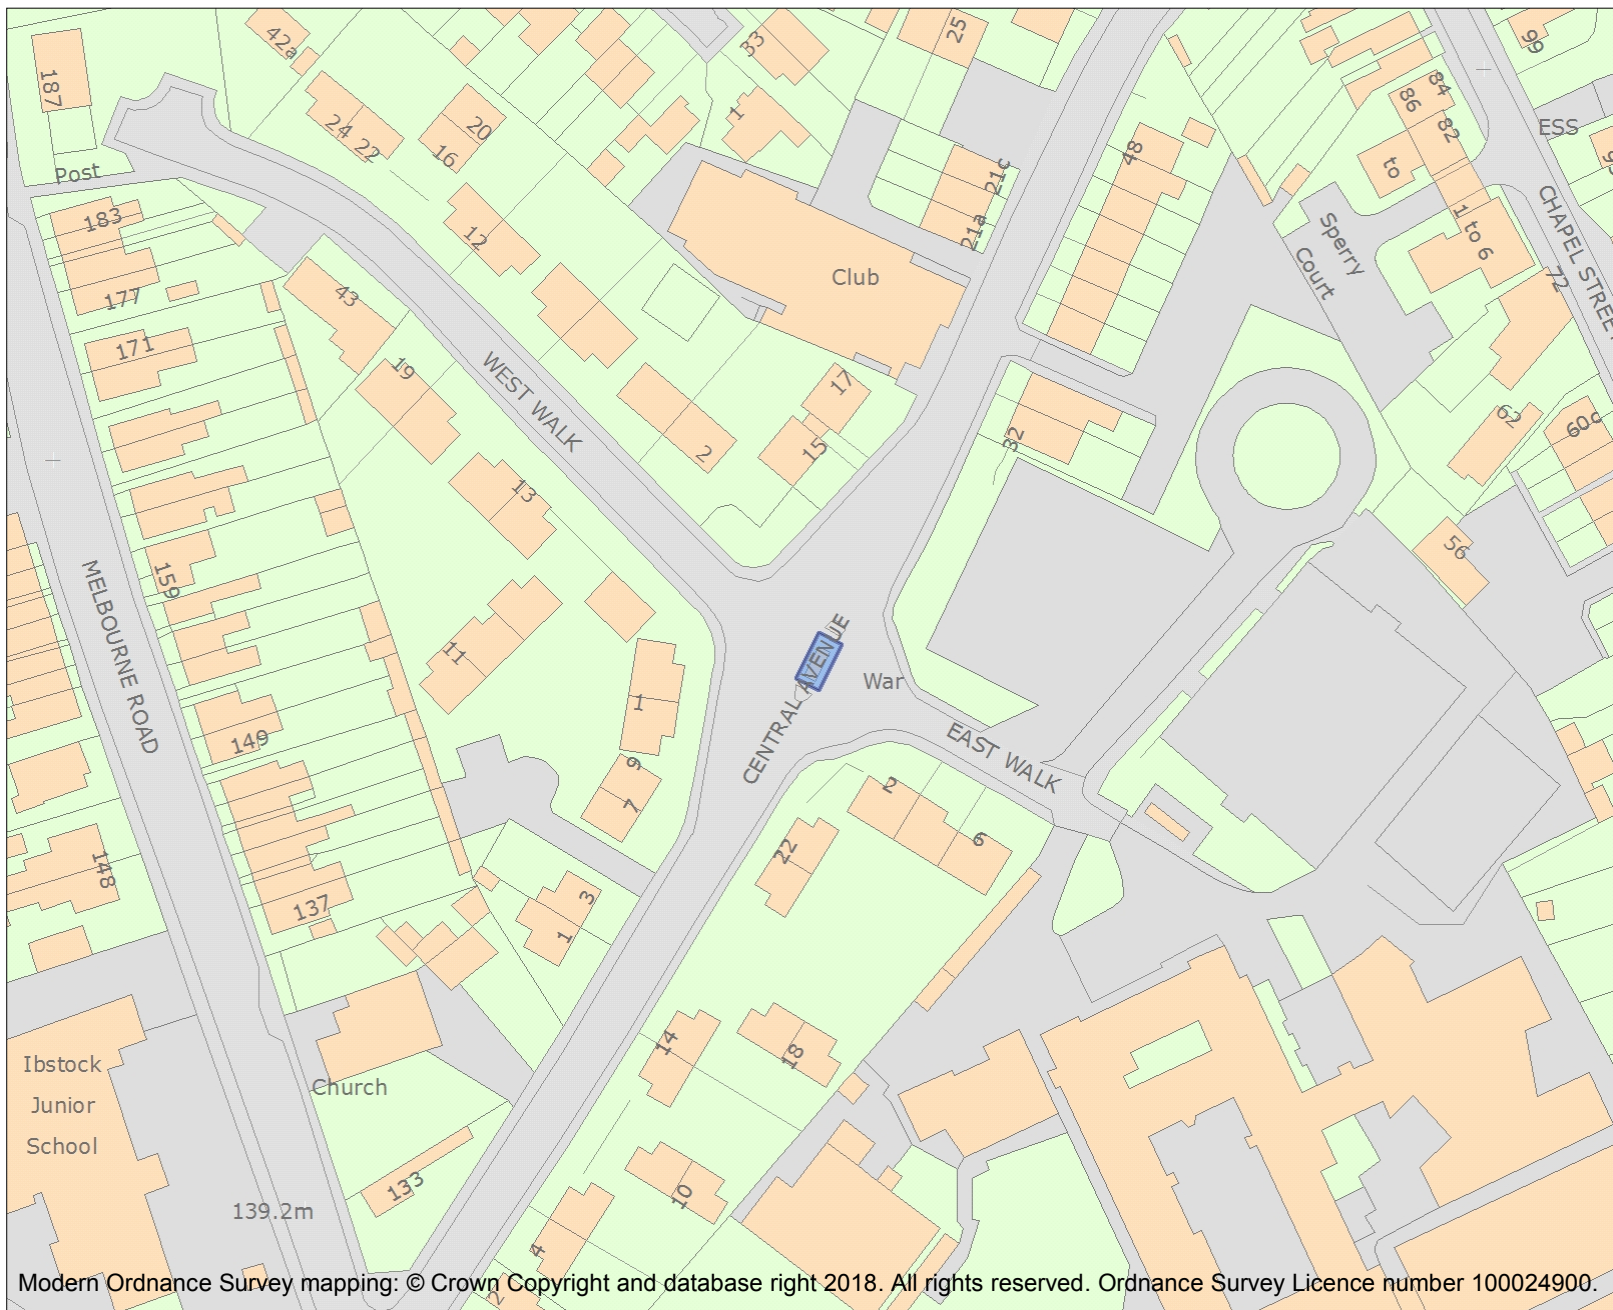 187
42a
33
25
99
84
86
82
ESS
24 22
20
16
1
48
to
21c
Post
183
12
21a
1 to 6
Sperry
Court
CHAPEL STREET
72
177
43
Club
171
19
WEST WALK
17
62
60c
2
15
32
13
56
159
MELBOURNE ROAD
11
CENTRAL AVENUE
War
1
149
EAST WALK
9
7
2
6
22
148
137
3
1
14
18
Ibstock
Junior
School
Church
133
10
139.2m
4
2
Modern Ordnance Survey mapping: © Crown Copyright and database right 2018. All rights reserved. Ordnance Survey Licence number 100024900.